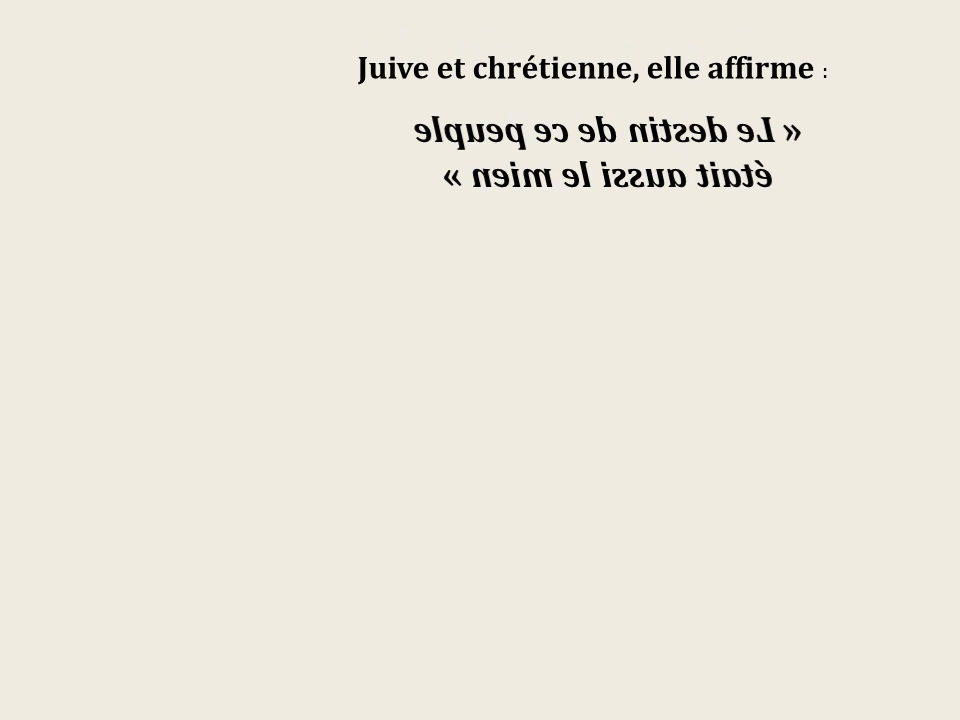 Juive et chrétienne, elle affirme :
« Le destin de ce peuple
était aussi le mien »